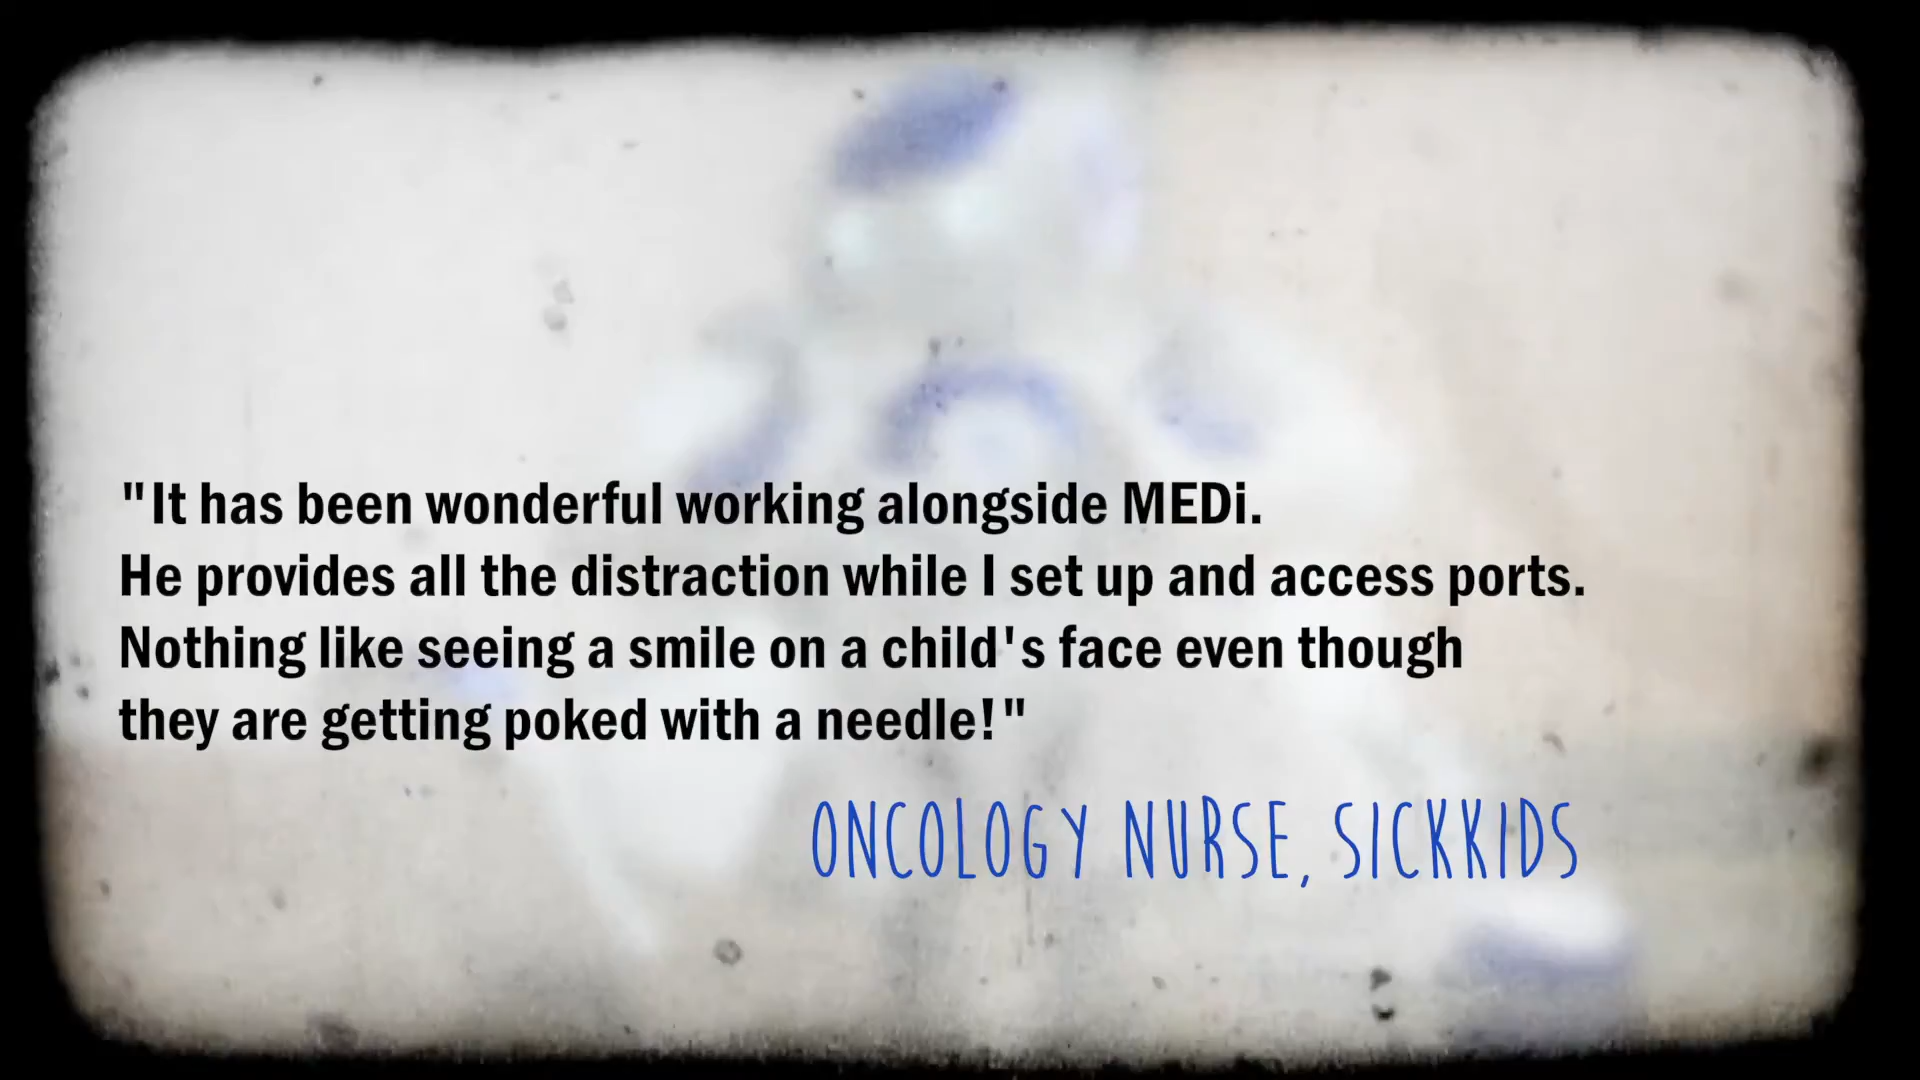 "It has been wonderful working alongside MEDi.
He provides all the distraction while I set up and access ports.
Nothing like seeing a smile on a child's face even though
they are getting poked with a needle!"
ONCOLOGY NURSE, SICKKIDS